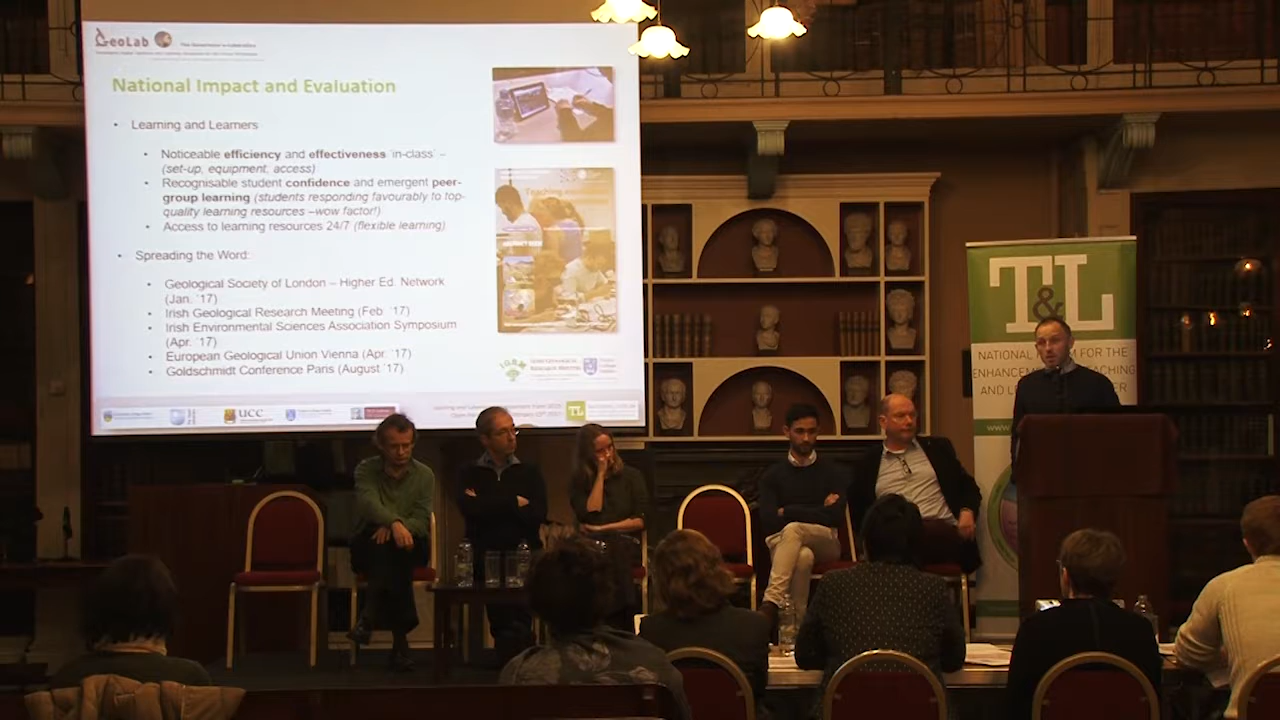 GeoLab
National Impact and Evaluation
• Learning and Learners
• Noticeable efficiency and effectiveness 'in-class' –
(set-up, equipment, access)
• Recognisable student confidence and emergent peer-
group learning (students responding favourably to top-
quality learning resources –wow factor!)
• Access to learning resources 24/7 (flexible learning)
• Spreading the Word:
• Geological Society of London – Higher Ed. Network
(Jan. '17)
• Irish Geological Research Meeting (Feb '17)
• Irish Environmental Sciences Association Symposium
(Apr. '17)
• European Geological Union Vienna (Apr. '17)
• Goldschmidt Conference Paris (August '17)
UCC
T&L
T&L
NATIONAL FORUM FOR THE
ENHANCEMENT TEACHING
AND LE
www